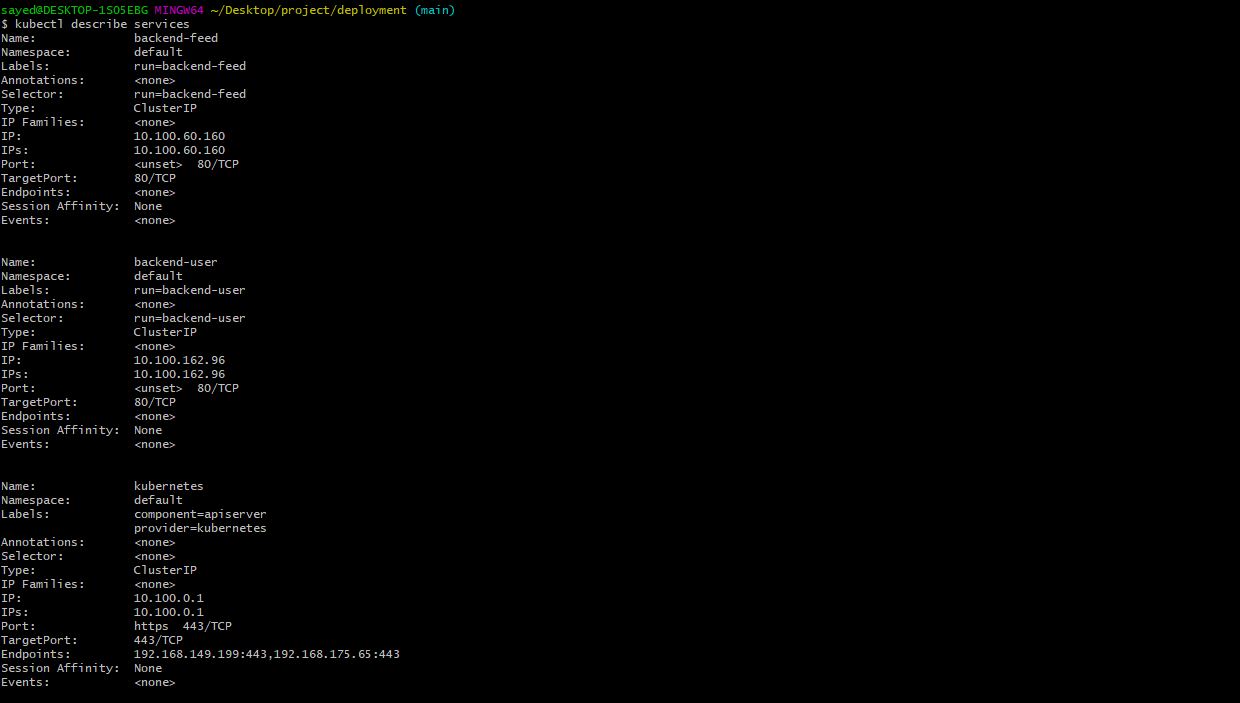 sayed@DESKTOP-1SO5EBG MINGW64 ~/Desktop/project/deployment (main)
$ kubectl describe services
Name:              backend-feed
Namespace:         default
Labels:            run=backend-feed
Annotations:       <none>
Selector:          run=backend-feed
Type:              ClusterIP
IP Families:       <none>
IP:                10.100.60.160
IPs:               10.100.60.160
Port:              <unset>  80/TCP
TargetPort:        80/TCP
Endpoints:         <none>
Session Affinity:  None
Events:            <none>


Name:              backend-user
Namespace:         default
Labels:            run=backend-user
Annotations:       <none>
Selector:          run=backend-user
Type:              ClusterIP
IP Families:       <none>
IP:                10.100.162.96
IPs:               10.100.162.96
Port:              <unset>  80/TCP
TargetPort:        80/TCP
Endpoints:         <none>
Session Affinity:  None
Events:            <none>


Name:              kubernetes
Namespace:         default
Labels:            component=apiserver
                   provider=kubernetes
Annotations:       <none>
Selector:          <none>
Type:              ClusterIP
IP Families:       <none>
IP:                10.100.0.1
IPs:               10.100.0.1
Port:              https  443/TCP
TargetPort:        443/TCP
Endpoints:         192.168.149.199:443,192.168.175.65:443
Session Affinity:  None
Events:            <none>